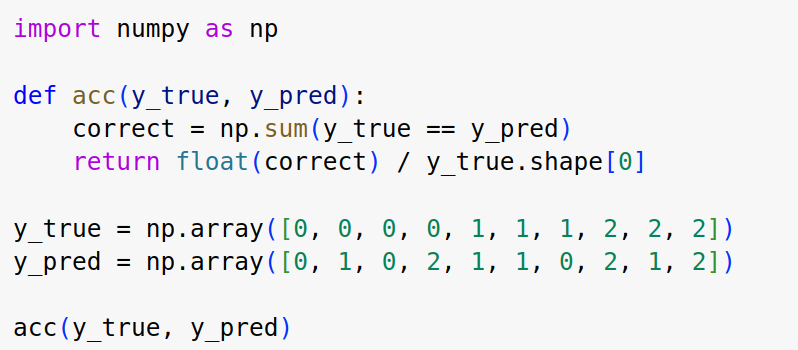 import numpy as np

def acc(y_true, y_pred):
    correct = np.sum(y_true == y_pred)
    return float(correct) / y_true.shape[0]

y_true = np.array([0, 0, 0, 0, 1, 1, 1, 2, 2, 2])
y_pred = np.array([0, 1, 0, 2, 1, 1, 0, 2, 1, 2])

acc(y_true, y_pred)